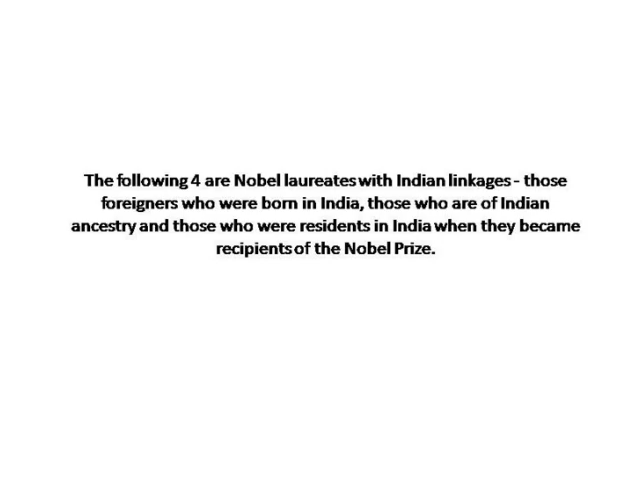 The following 4 are Nobel laureates with Indian linkages - those
foreigners who were born in India, those who are of Indian
ancestry and those who were residents in India when they became
recipients of the Nobel Prize.